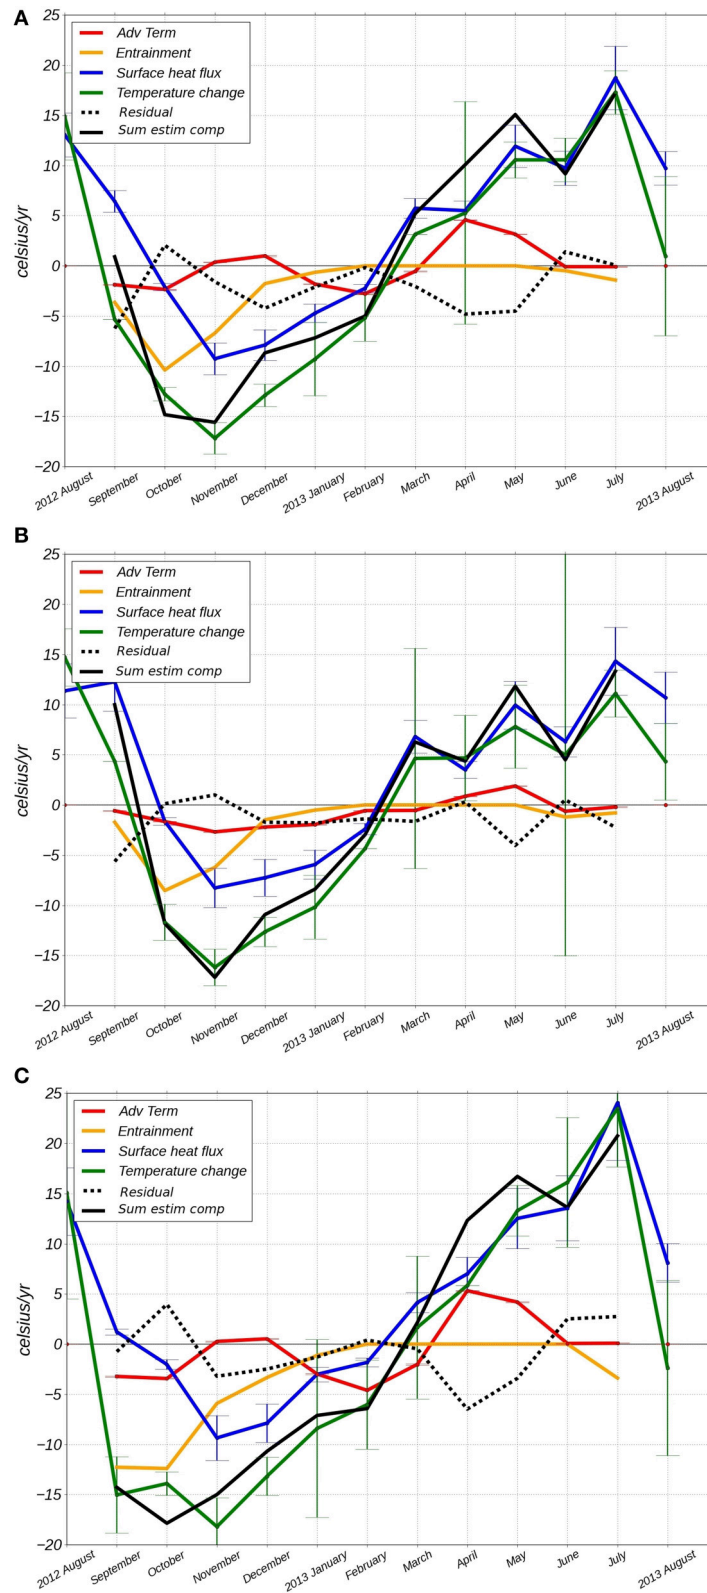 A
25
20
15
10
5
0
−5
−10
−15
−20
celsius/yr
Adv Term
Entrainment
Surface heat flux
Temperature change
Residual
Sum estim comp
2012 August
September
October
November
December
2013 January
February
March
April
May
June
July
2013 August
B
25
20
15
10
5
0
−5
−10
−15
−20
celsius/yr
Adv Term
Entrainment
Surface heat flux
Temperature change
Residual
Sum estim comp
2012 August
September
October
November
December
2013 January
February
March
April
May
June
July
2013 August
C
25
20
15
10
5
0
−5
−10
−15
−20
celsius/yr
Adv Term
Entrainment
Surface heat flux
Temperature change
Residual
Sum estim comp
2012 August
September
October
November
December
2013 January
February
March
April
May
June
July
2013 August